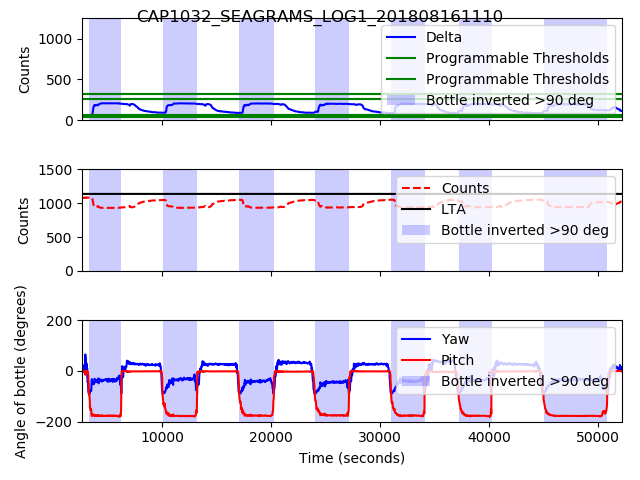 CAP1032_SEAGRAMS_LOG1_201808161110
Counts
1000
500
0
Delta
Programmable Thresholds
Programmable Thresholds
Bottle inverted >90 deg
Counts
1500
1000
500
0
Counts
LTA
Bottle inverted >90 deg
Angle of bottle (degrees)
200
0
−200
Yaw
Pitch
Bottle inverted >90 deg
10000 20000 30000 40000 50000
Time (seconds)